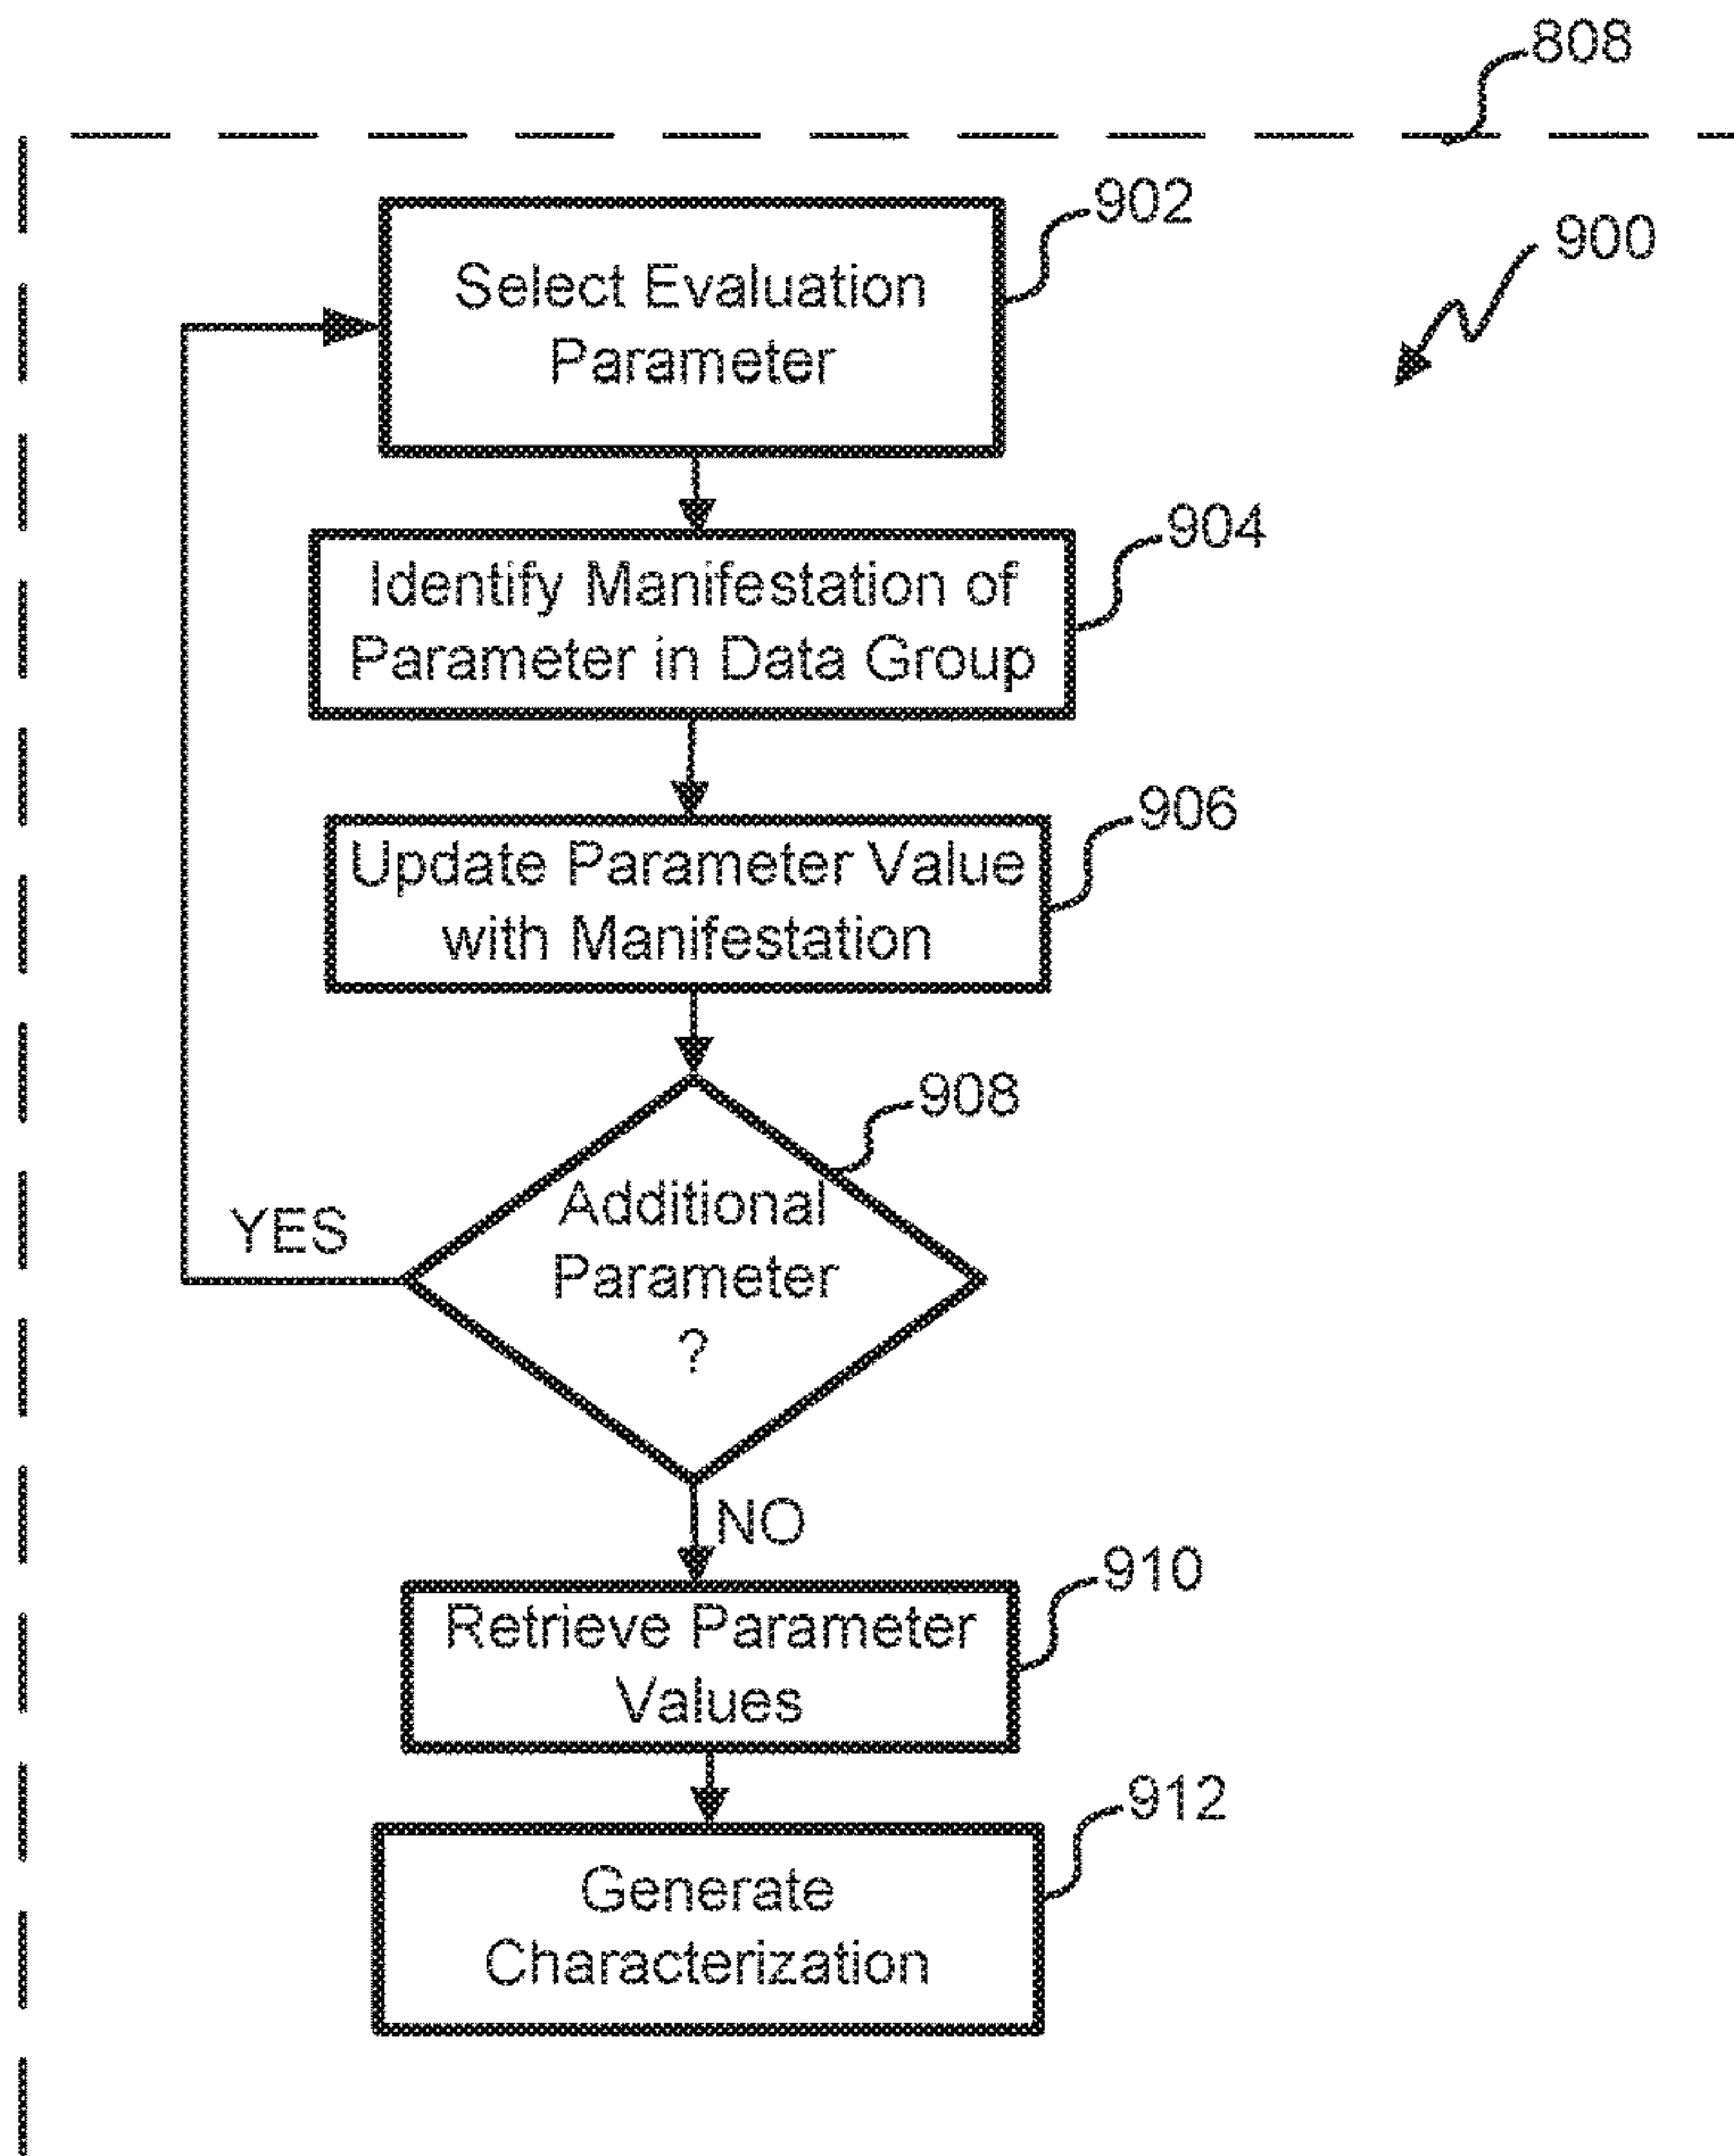 808
902
900
Select Evaluation
Parameter
904
Identify Manifestation of
Parameter in Data Group
906
Update Parameter Value
with Manifestation
908
Additional
Parameter
?
YES
NO
910
Retrieve Parameter
Values
912
Generate
Characterization